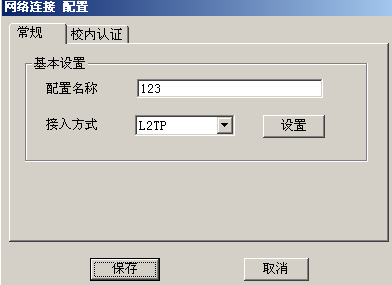 网络连接 配置
常规 校内认证
基本设置
配置名称 123
接入方式 L2TP 设置
保存 取消